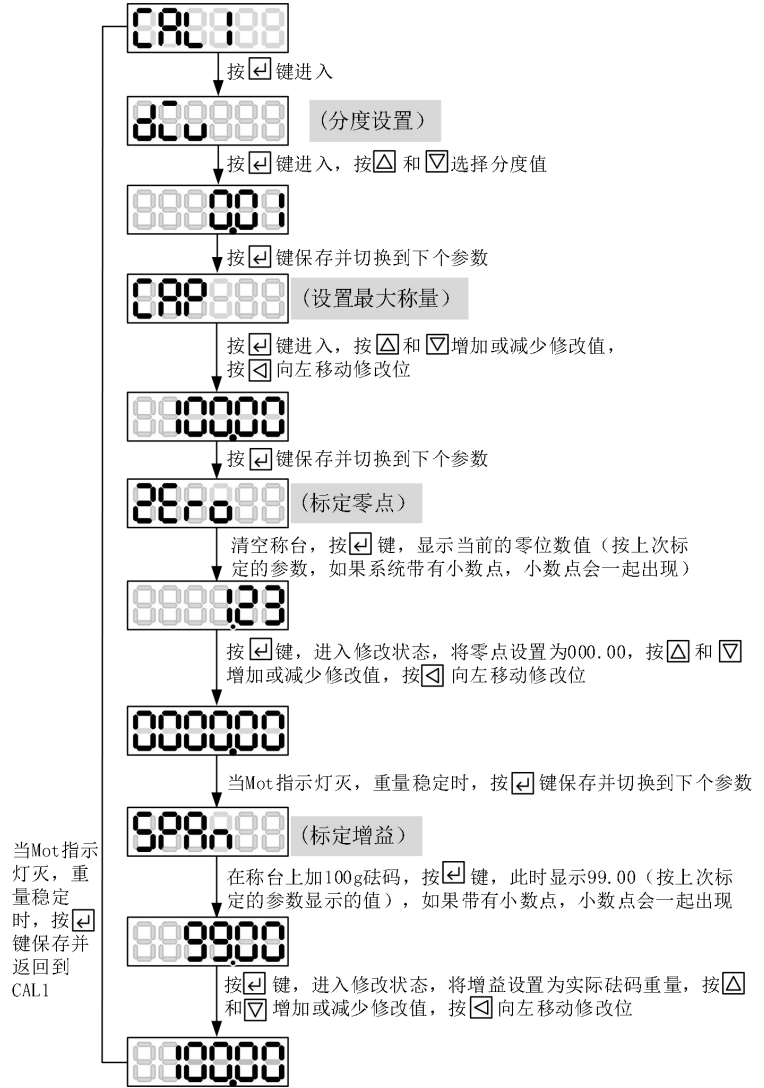 CAL1
按键进入
div
(分度设置)
按键进入，按和选择分度值
0.01
按键保存并切换到下个参数
CAP
(设置最大称量)
按键进入，按和增加或减少修改值，
按向左移动修改位
100.00
按键保存并切换到下个参数
ZEro
(标定零点)
清空称台，按键，显示当前的零位数值（按上次标
定的参数，如果系统带有小数点，小数点会一起出现）
1.23
按键，进入修改状态，将零点设置为000.00，按和
增加或减少修改值，按向左移动修改位
0000.00
当Mot指示灯灭，重量稳定时，按键保存并切换到下个参数
SPAn
(标定增益)
在称台上加100g砝码，按键，此时显示99.00（按上次标
定的参数显示的值），如果带有小数点，小数点会一起出现
99.00
按键，进入修改状态，将增益设置为实际砝码重量，按
和增加或减少修改值，按向左移动修改位
100.00
当Mot指示
灯灭，重
量稳定
时，按
键保存并
返回到
CAL1